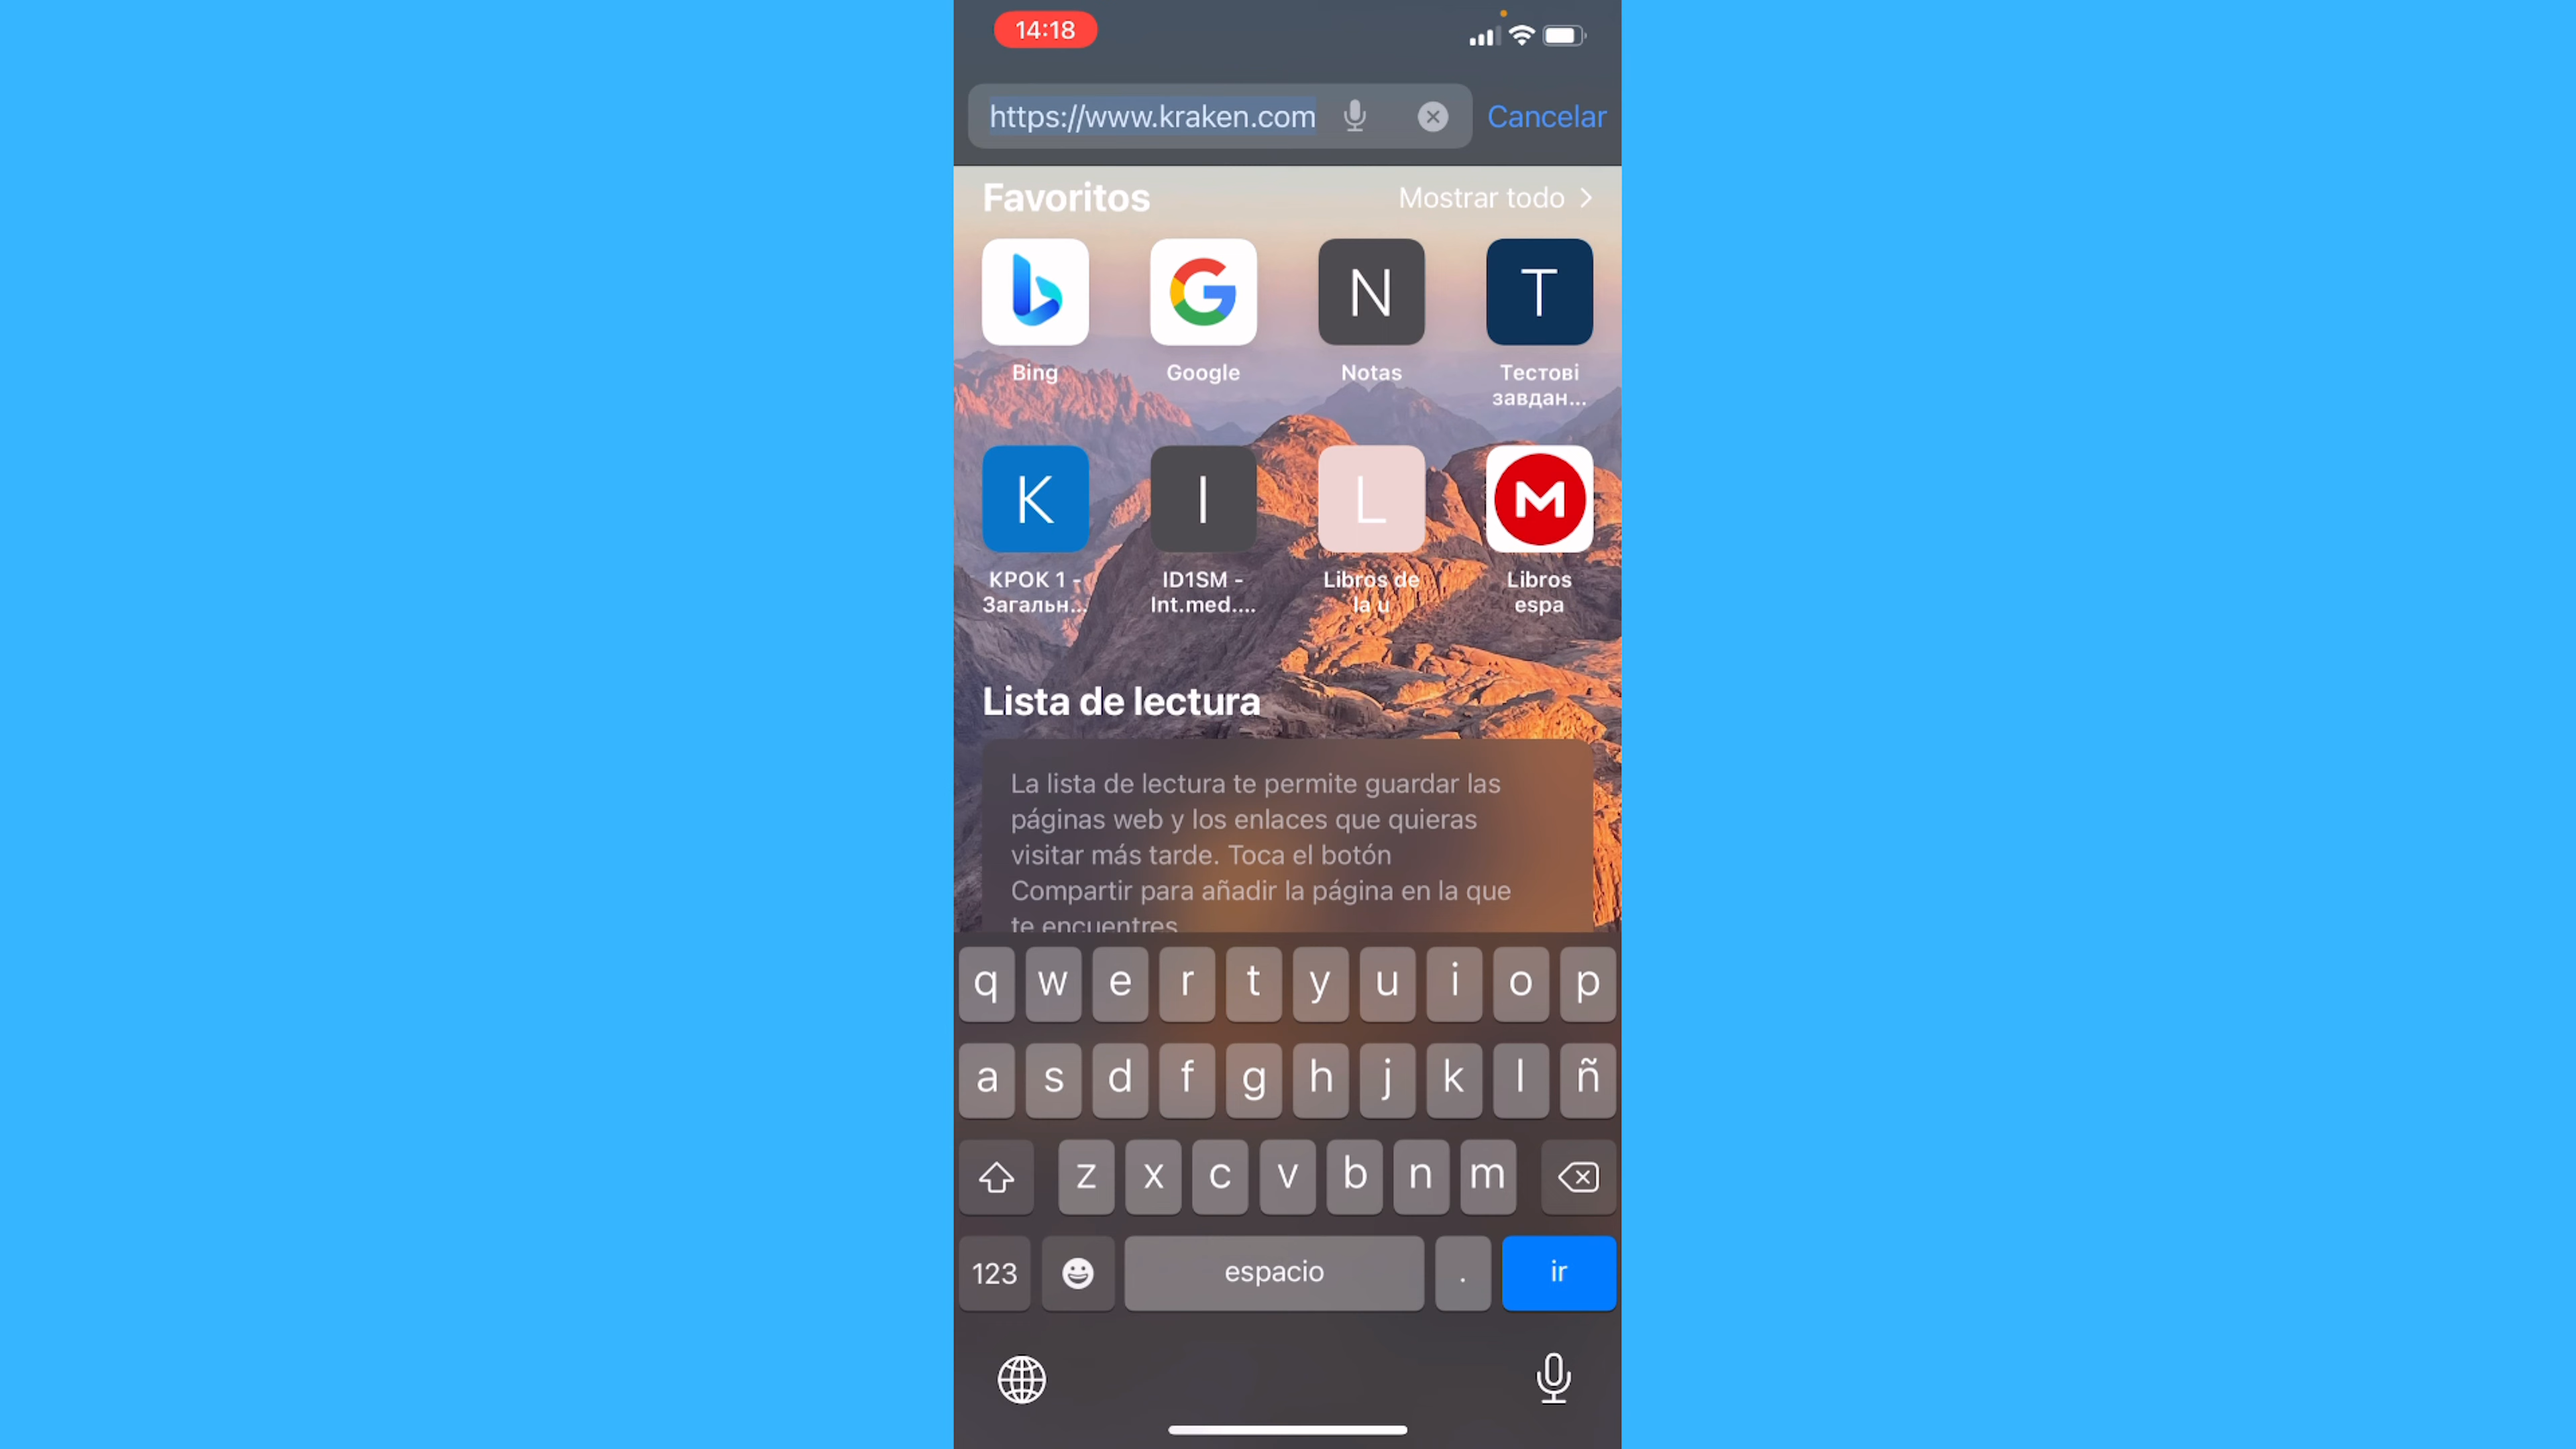 14:18
https://www.kraken.com
Cancelar
Favoritos
Mostrar todo
N
T
Bing
Google
Notas
Тестові
завдан...
K
I
L
M
КРОК 1 -
Загальн...
ID1SM -
Int.med....
Libros de
la u
Libros
espa
Lista de lectura
La lista de lectura te permite guardar las
páginas web y los enlaces que quieras
visitar más tarde. Toca el botón
Compartir para añadir la página en la que
te encuentres
q w e r t y u i o p
a s d f g h j k l ñ
z x c v b n m
123
espacio
.
ir